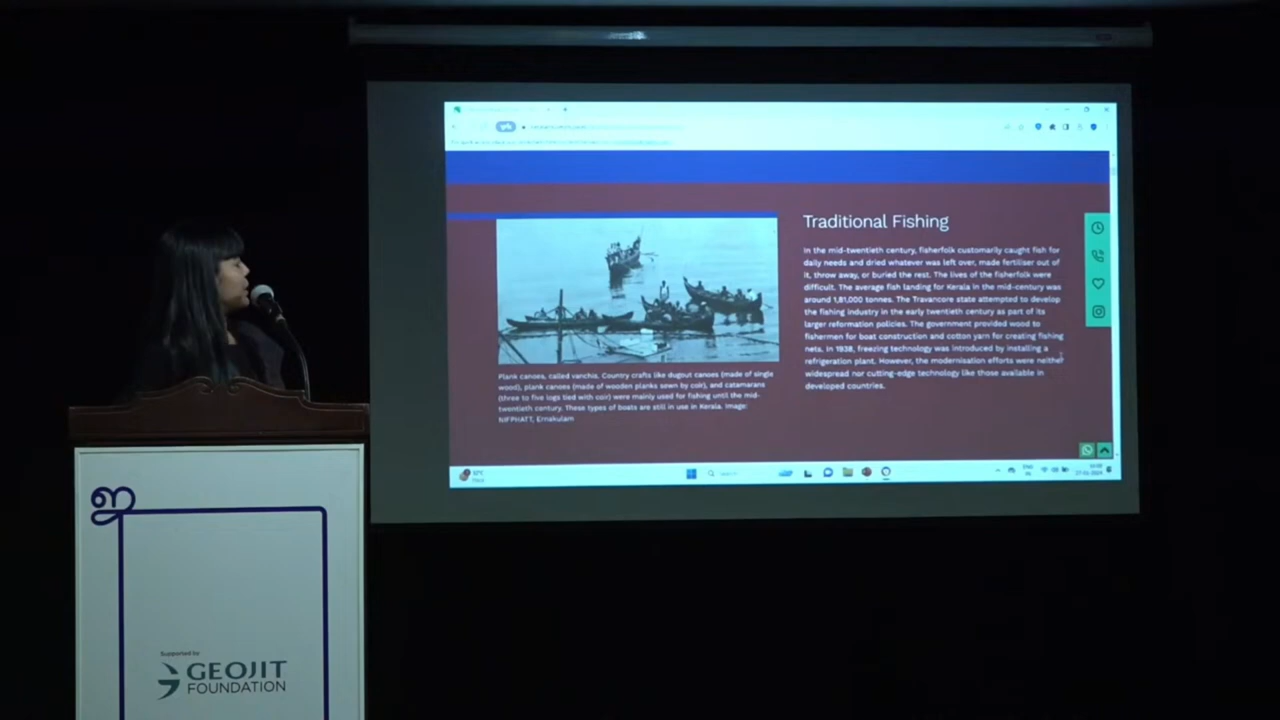 Traditional Fishing
In the mid-twentieth century, fisherfolk customarily caught fish for
daily needs and dried whatever was left over, made fertiliser out of
it, throw away, or buried the rest. The lives of the fisherfolk were
difficult. The average fish landing for Kerala in the mid-century was
around 1,81,000 tonnes. The Travancore state attempted to develop
the fishing industry in the early twentieth century as part of its
larger reformation policies. The government provided wood to
fishermen for boat construction and cotton yarn for creating fishing
nets. In 1938, freezing technology was introduced by installing a
refrigeration plant. However, the modernisation efforts were neither
widespread nor cutting-edge technology like those available in
developed countries.
Plank canoes, called vanchis. Country crafts like dugout canoes (made of single
wood), plank canoes (made of wooden planks sewn by coir), and catamarans
(three to five logs tied with coir) were mainly used for fishing until the mid-
twentieth century. These types of boats are still in use in Kerala. Image:
NIFPHATT, Ernakulam
ഇ
Supported by
GEOJIT
FOUNDATION